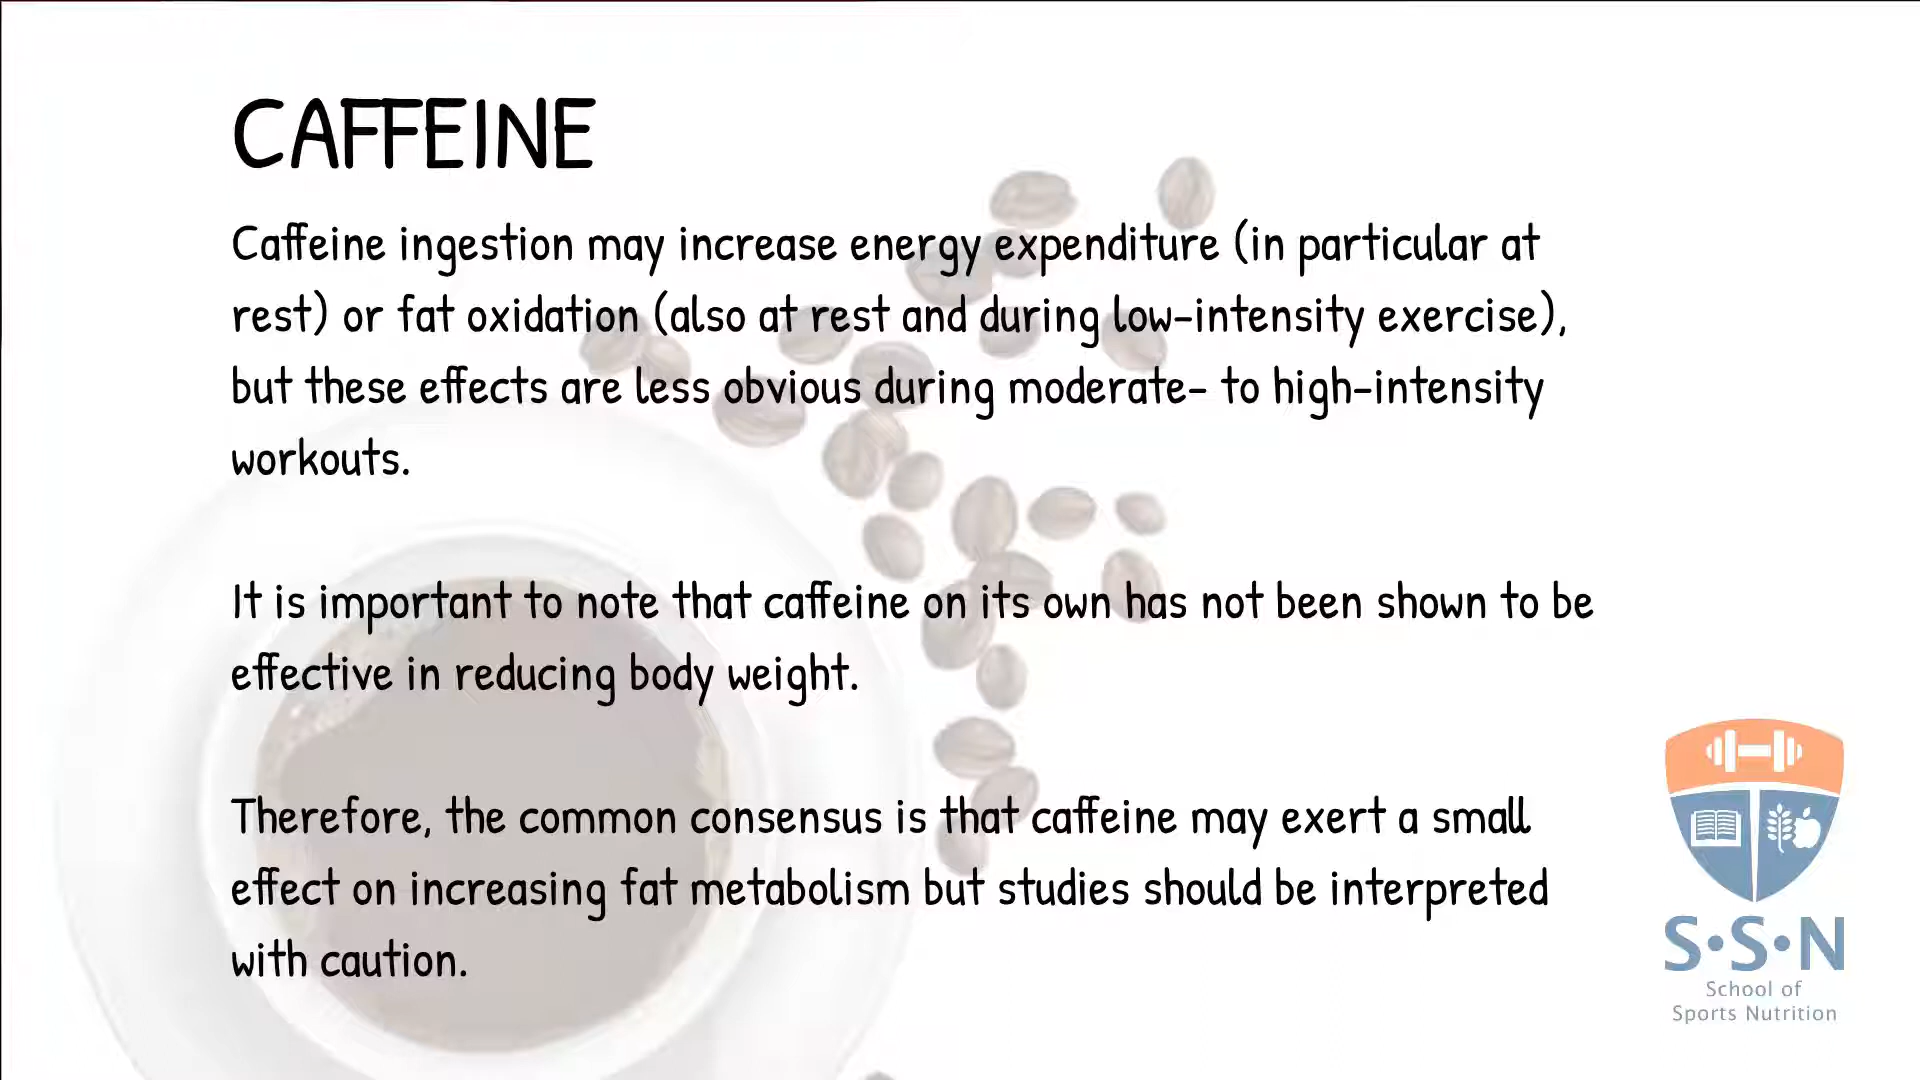 CAFFEINE
Caffeine ingestion may increase energy expenditure (in particular at
rest) or fat oxidation (also at rest and during low-intensity exercise),
but these effects are less obvious during moderate- to high-intensity
workouts.
It is important to note that caffeine on its own has not been shown to be
effective in reducing body weight.
Therefore, the common consensus is that caffeine may exert a small
effect on increasing fat metabolism but studies should be interpreted
with caution.
S•S•N
School of
Sports Nutrition